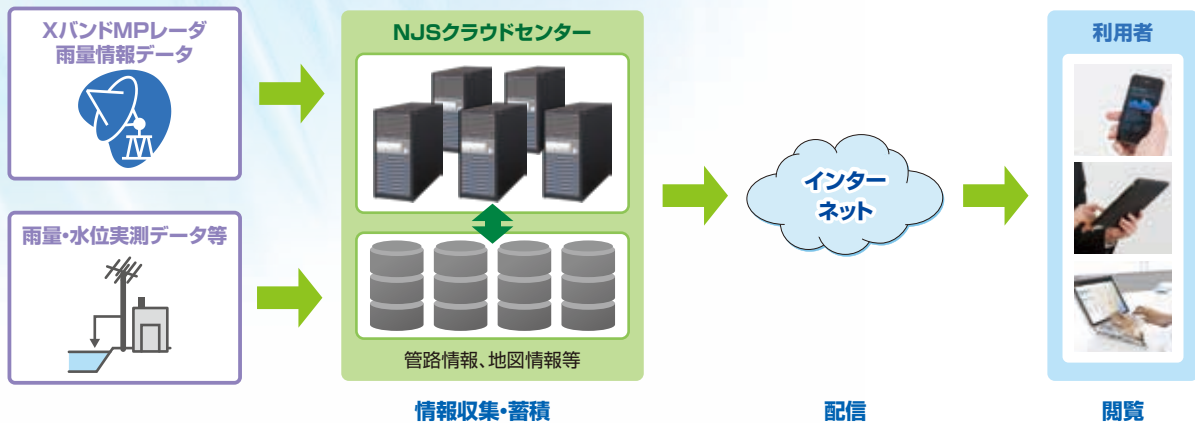 XバンドMPレーダ
雨量情報データ
雨量・水位実測データ等
NJSクラウドセンター
管路情報、地図情報等
情報収集・蓄積
インター
ネット
配信
利用者
閲覧